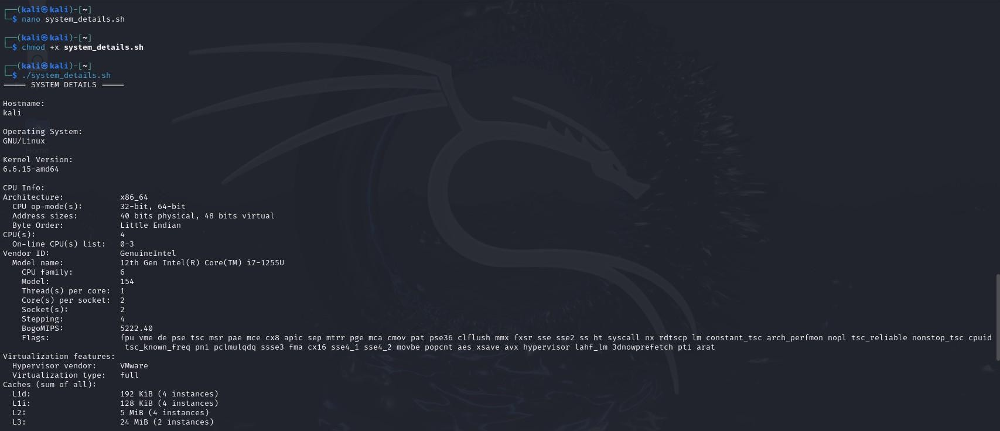 ┌──(kali㉿kali)-[~]
└─$ nano system_details.sh
┌──(kali㉿kali)-[~]
└─$ chmod +x system_details.sh
┌──(kali㉿kali)-[~]
└─$ ./system_details.sh
===== SYSTEM DETAILS =====
Hostname:
kali
Operating System:
GNU/Linux
Home
Kernel Version:
6.6.15-amd64
CPU Info:
Architecture: x86_64
CPU op-mode(s): 32-bit, 64-bit
Address sizes: 40 bits physical, 48 bits virtual
Byte Order: Little Endian
CPU(s): 4
On-line CPU(s) list: 0-3
Vendor ID: GenuineIntel
Model name: 12th Gen Intel(R) Core(TM) i7-1255U
CPU family: 6
Model: 154
Thread(s) per core: 1
Core(s) per socket: 2
Socket(s): 2
Stepping: 4
BogoMIPS: 5222.40
Flags: fpu vme de pse tsc msr pae mce cx8 apic sep mtrr pge mca cmov pat pse36 clflush mmx fxsr sse sse2 ss ht syscall nx rdtscp lm constant_tsc arch_perfmon nopl tsc_reliable nonstop_tsc cpuid
tsc_known_freq pni pclmulqdq ssse3 fma cx16 sse4_1 sse4_2 movbe popcnt aes xsave avx hypervisor lahf_lm 3dnowprefetch pti arat
Virtualization features:
Hypervisor vendor: VMware
Virtualization type: full
Caches (sum of all):
L1d: 192 KiB (4 instances)
L1i: 128 KiB (4 instances)
L2: 5 MiB (4 instances)
L3: 24 MiB (2 instances)